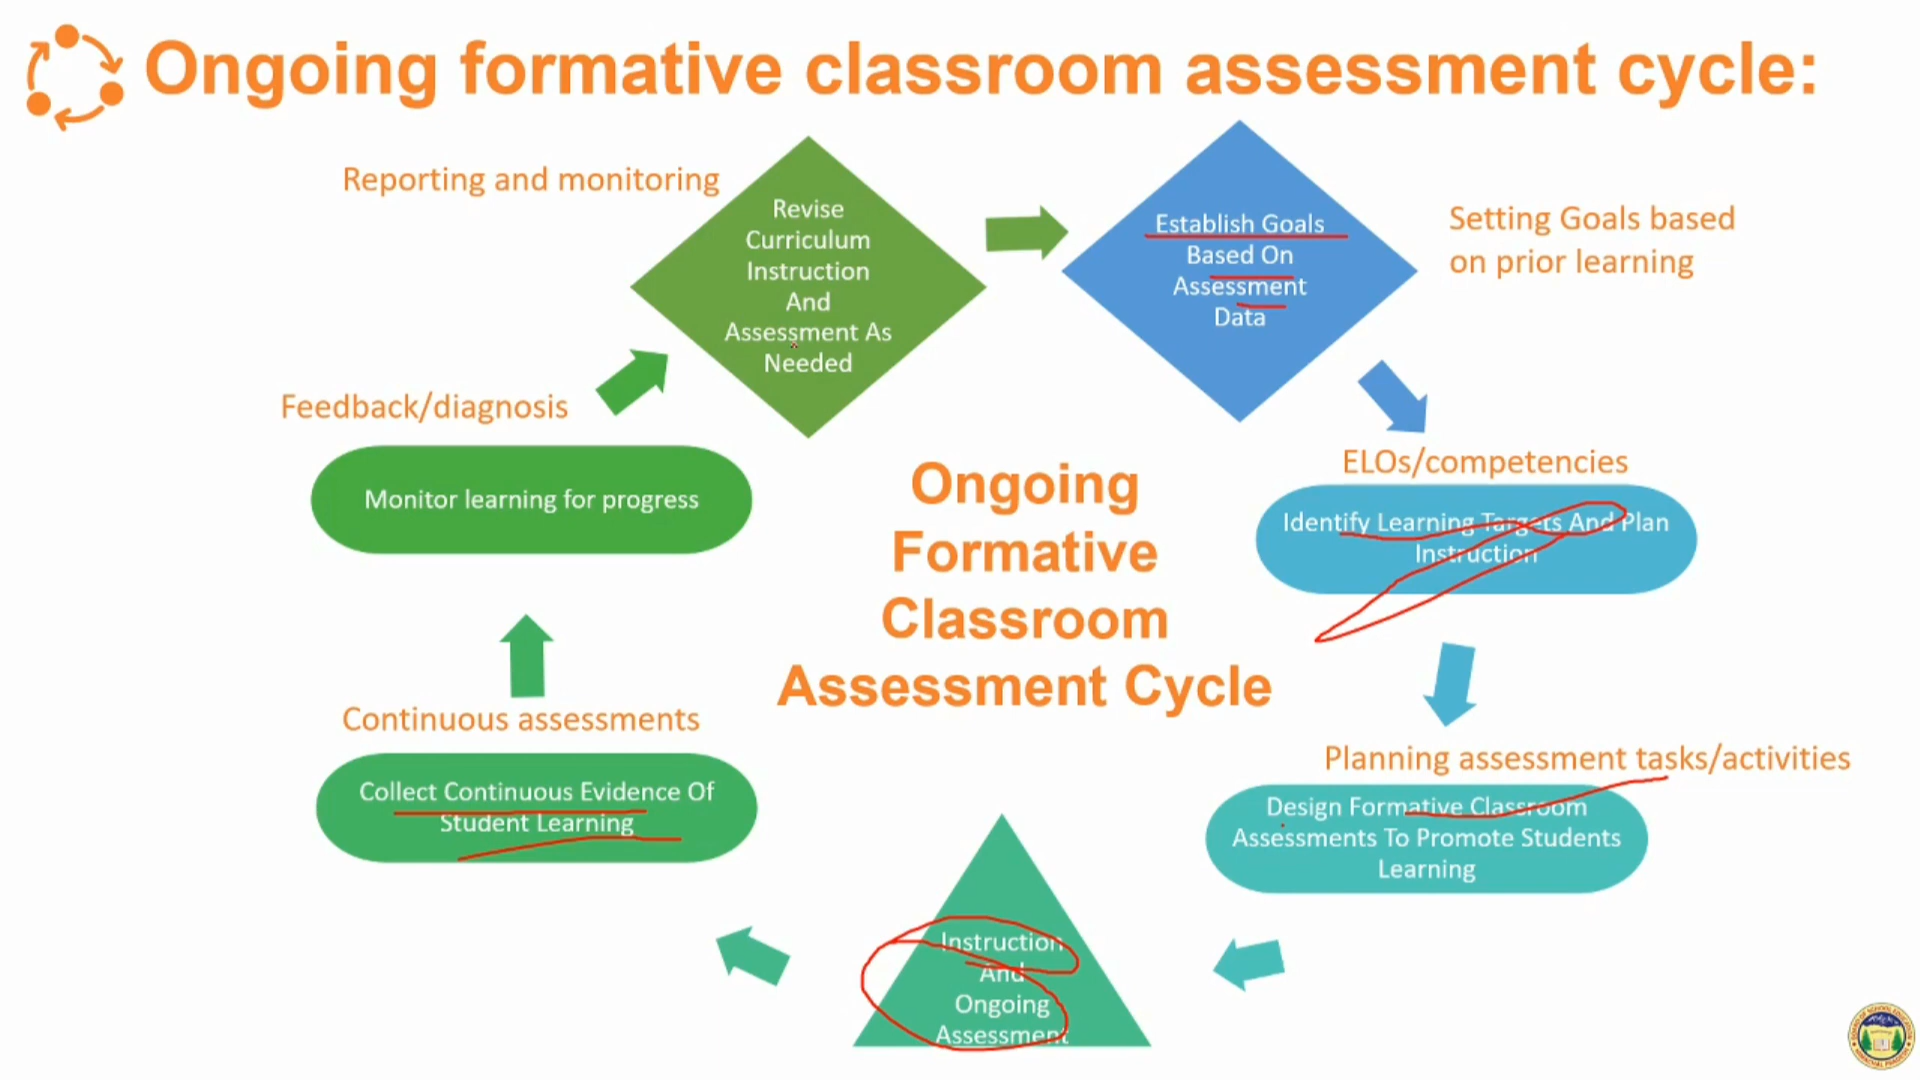 Ongoing formative classroom assessment cycle:
Reporting and monitoring
Revise
Curriculum
Instruction
And
Assessment As
Needed
Establish Goals
Based On
Assessment
Data
Setting Goals based
on prior learning
ELOs/competencies
Identify Learning Targets And Plan
Instruction
Planning assessment tasks/activities
Design Formative Classroom
Assessments To Promote Students
Learning
Instruction
And
Ongoing
Assessment
Continuous assessments
Collect Continuous Evidence Of
Student Learning
Feedback/diagnosis
Monitor learning for progress
Ongoing
Formative
Classroom
Assessment Cycle